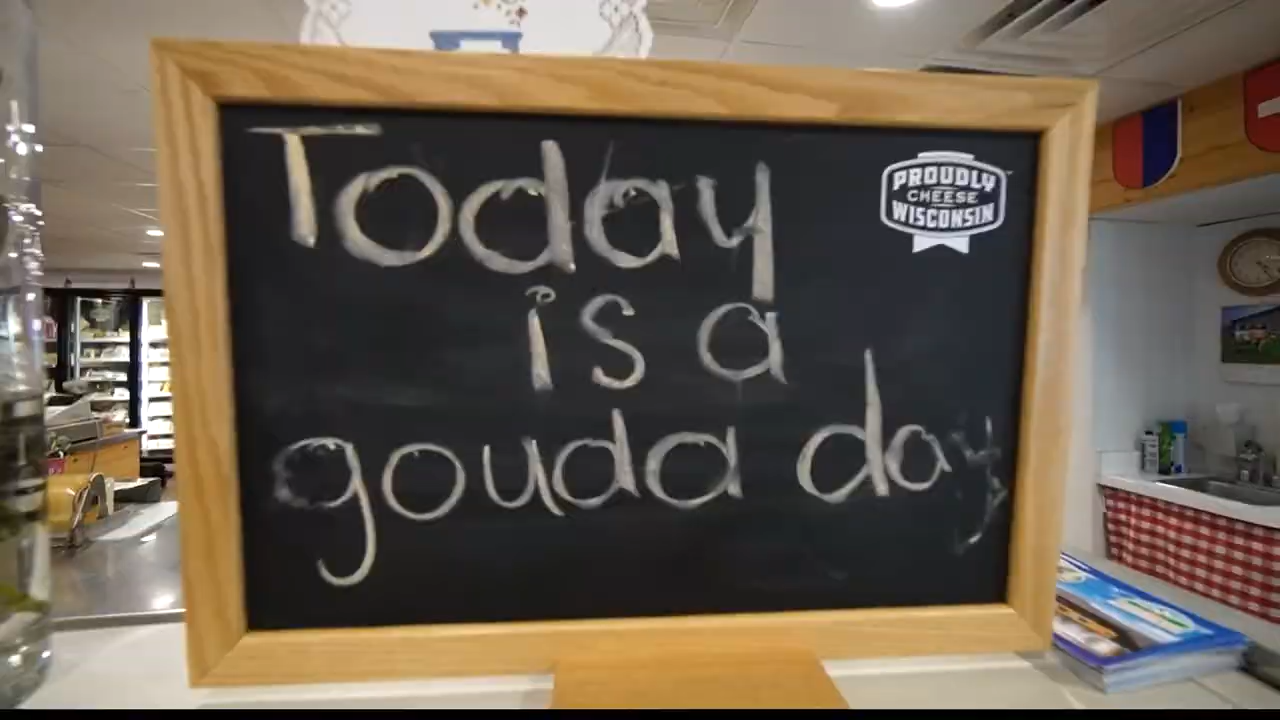 Today
is a
gouda day
PROUDLY
CHEESE
WISCONSIN